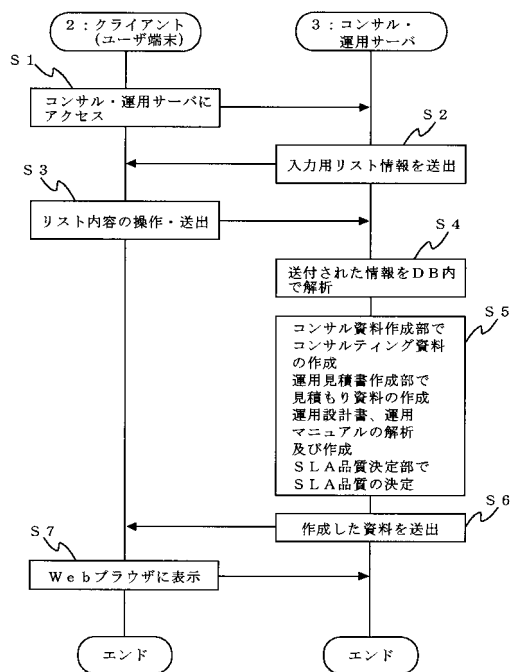 2：クライアント
(ユーザ端末)
3：コンサル・
運用サーバ
S1
コンサル・運用サーバに
アクセス
S2
入力用リスト情報を送出
S3
リスト内容の操作・送出
S4
送付された情報をDB内
で解析
S5
コンサル資料作成部で
コンサルティング資料
の作成
運用見積書作成部で
見積もり資料の作成
運用設計書、運用
マニュアルの解析
及び作成
SLA品質決定部で
SLA品質の決定
S6
作成した資料を送出
S7
Webブラウザに表示
エンド
エンド